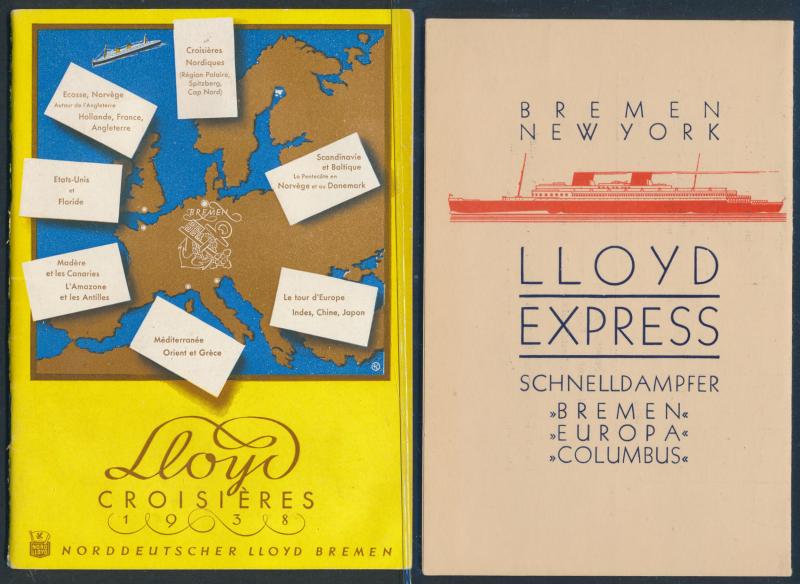 Croisières
Nordiques
(Région Polaire,
Spitzberg,
Cap Nord)
Ecosse, Norvège
Autour de l'Angleterre
Hollande, France,
Angleterre
Scandinavie
et Baltique
La Pentecôte en
Norvège et au Danemark
Etats-Unis
et
Floride
BREMEN
Madère
et les Canaries
L'Amazone
et les Antilles
Le tour d'Europe
Indes, Chine, Japon
Méditerranée
Orient et Grèce
Lloyd
CROISIÈRES
1938
NORDDEUTSCHER LLOYD BREMEN
BREMEN
NEW YORK
LLOYD
EXPRESS
SCHNELLDAMPFER
»BREMEN«
»EUROPA«
»COLUMBUS«